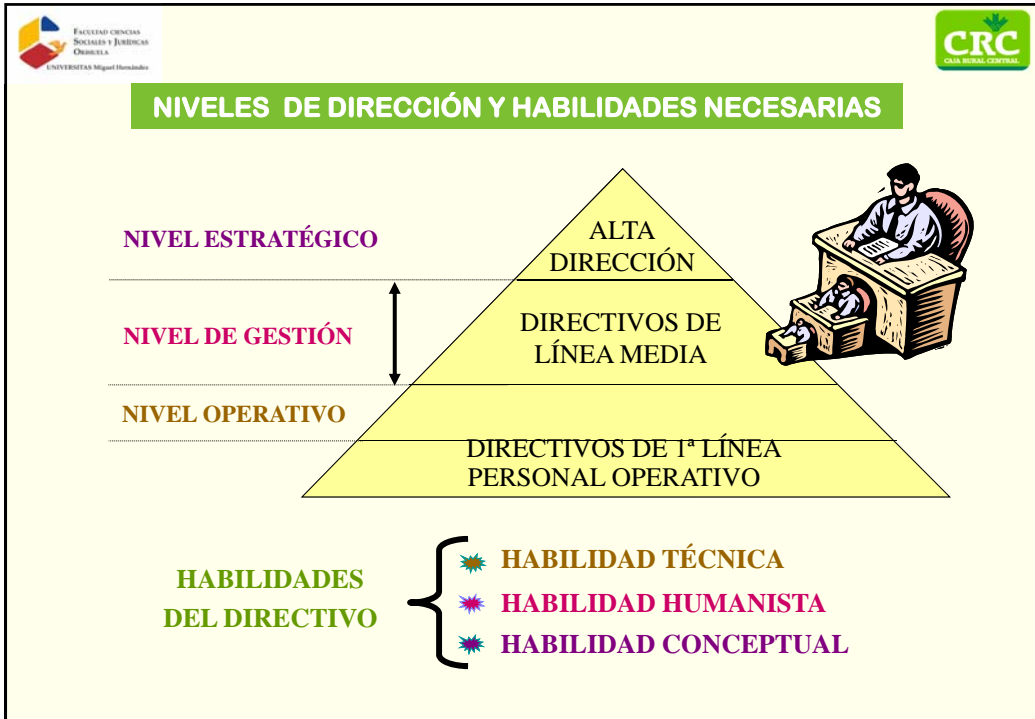 FACULTAD CIENCIAS
SOCIALES Y JURÍDICAS
ORIHUELA
UNIVERSITAS Miguel Hernández
CRC
CAJA RURAL CENTRAL
NIVELES DE DIRECCIÓN Y HABILIDADES NECESARIAS
NIVEL ESTRATÉGICO
ALTA
DIRECCIÓN
NIVEL DE GESTIÓN
DIRECTIVOS DE
LÍNEA MEDIA
NIVEL OPERATIVO
DIRECTIVOS DE 1ª LÍNEA
PERSONAL OPERATIVO
HABILIDADES
DEL DIRECTIVO
HABILIDAD TÉCNICA
HABILIDAD HUMANISTA
HABILIDAD CONCEPTUAL